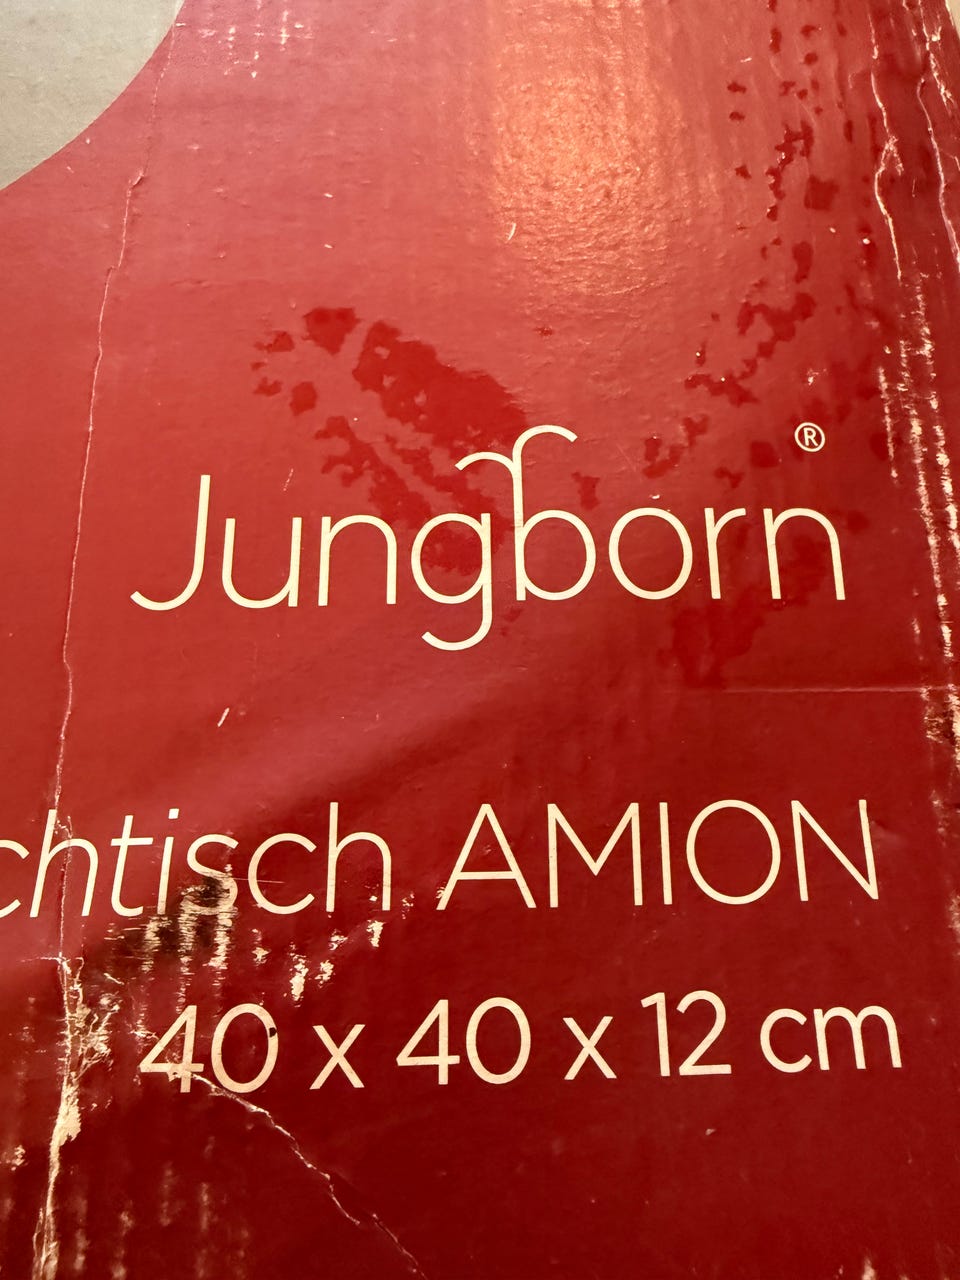 Jungborn®
chtisch AMION
40 x 40 x 12 cm